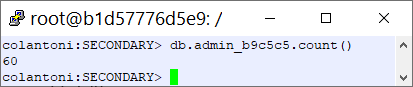 root@b1d57776d5e9: /
colantoni:SECONDARY> db.admin_b9c5c5.count()
60
colantoni:SECONDARY>